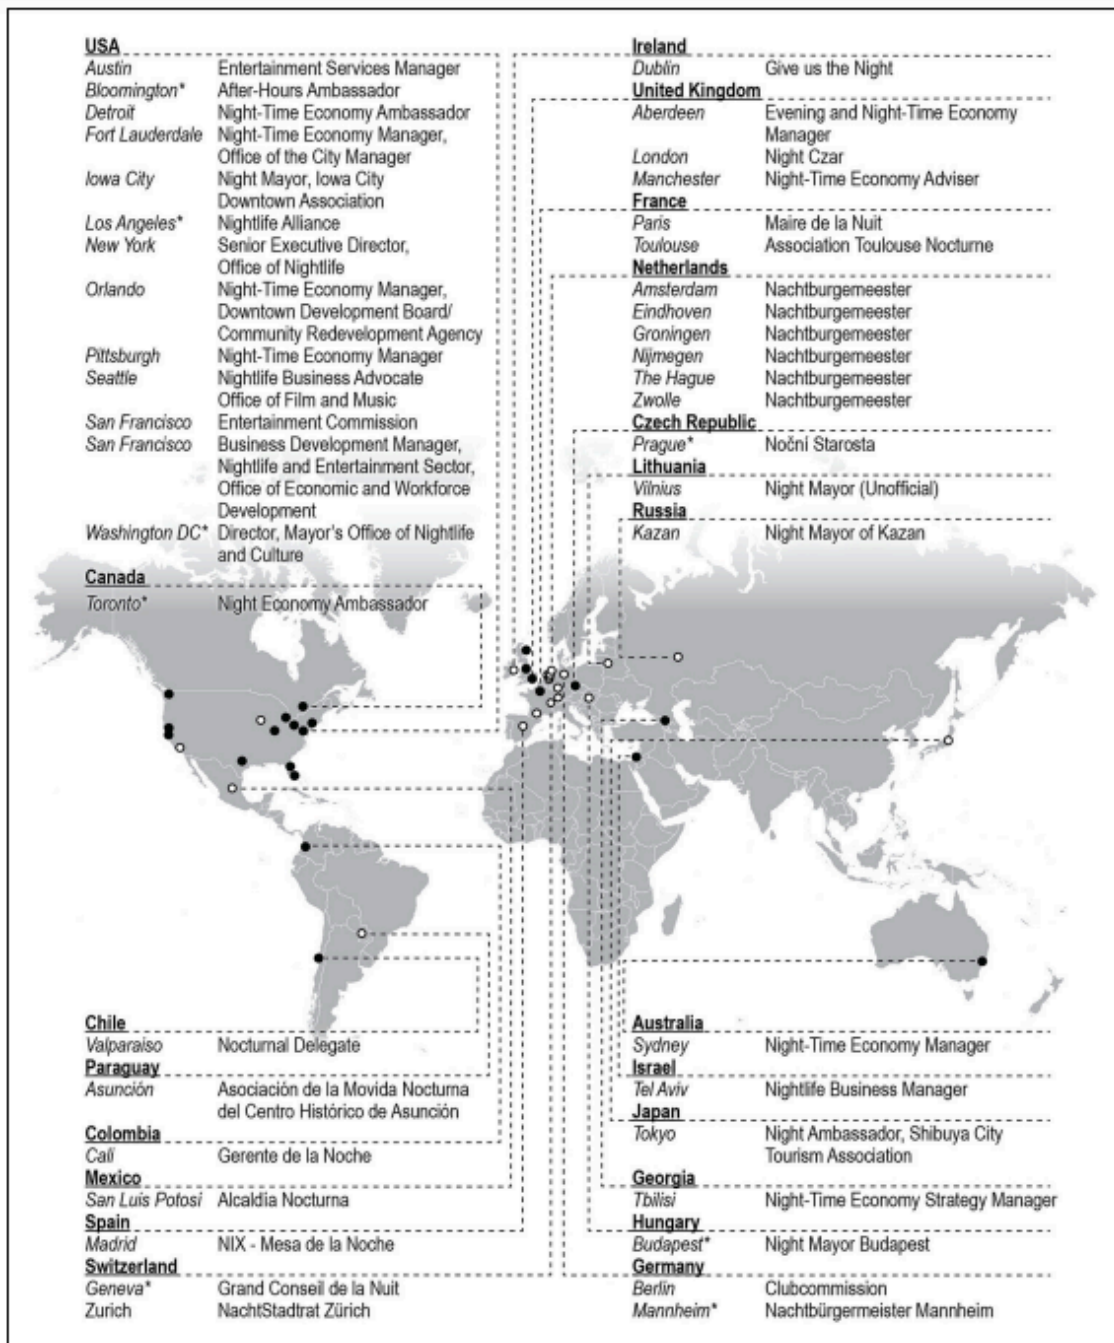 USA
Austin Entertainment Services Manager
Bloomington* After-Hours Ambassador
Detroit Night-Time Economy Ambassador
Fort Lauderdale Night-Time Economy Manager,
Office of the City Manager
Iowa City Night Mayor, Iowa City
Downtown Association
Los Angeles* Nightlife Alliance
New York Senior Executive Director,
Office of Nightlife
Orlando Night-Time Economy Manager,
Downtown Development Board/
Community Redevelopment Agency
Pittsburgh Night-Time Economy Manager
Seattle Nightlife Business Advocate
Office of Film and Music
San Francisco Entertainment Commission
San Francisco Business Development Manager,
Nightlife and Entertainment Sector,
Office of Economic and Workforce
Development
Washington DC* Director, Mayor's Office of Nightlife
and Culture
Canada
Toronto* Night Economy Ambassador
Ireland
Dublin Give us the Night
United Kingdom
Aberdeen Evening and Night-Time Economy
Manager
London Night Czar
Manchester Night-Time Economy Adviser
France
Paris Maire de la Nuit
Toulouse Association Toulouse Nocturne
Netherlands
Amsterdam Nachtburgemeester
Eindhoven Nachtburgemeester
Groningen Nachtburgemeester
Nijmegen Nachtburgemeester
The Hague Nachtburgemeester
Zwolle Nachtburgemeester
Czech Republic
Prague* Noční Starosta
Lithuania
Vilnius Night Mayor (Unofficial)
Russia
Kazan Night Mayor of Kazan
Chile
Valparaiso Nocturnal Delegate
Paraguay
Asunción Asociación de la Movida Nocturna
del Centro Histórico de Asunción
Colombia
Cali Gerente de la Noche
Mexico
San Luis Potosí Alcaldía Nocturna
Spain
Madrid NIX - Mesa de la Noche
Switzerland
Geneva* Grand Conseil de la Nuit
Zurich NachtStadtrat Zürich
Australia
Sydney Night-Time Economy Manager
Israel
Tel Aviv Nightlife Business Manager
Japan
Tokyo Night Ambassador, Shibuya City
Tourism Association
Georgia
Tbilisi Night-Time Economy Strategy Manager
Hungary
Budapest* Night Mayor Budapest
Germany
Berlin Clubcommission
Mannheim* Nachtbürgermeister Mannheim